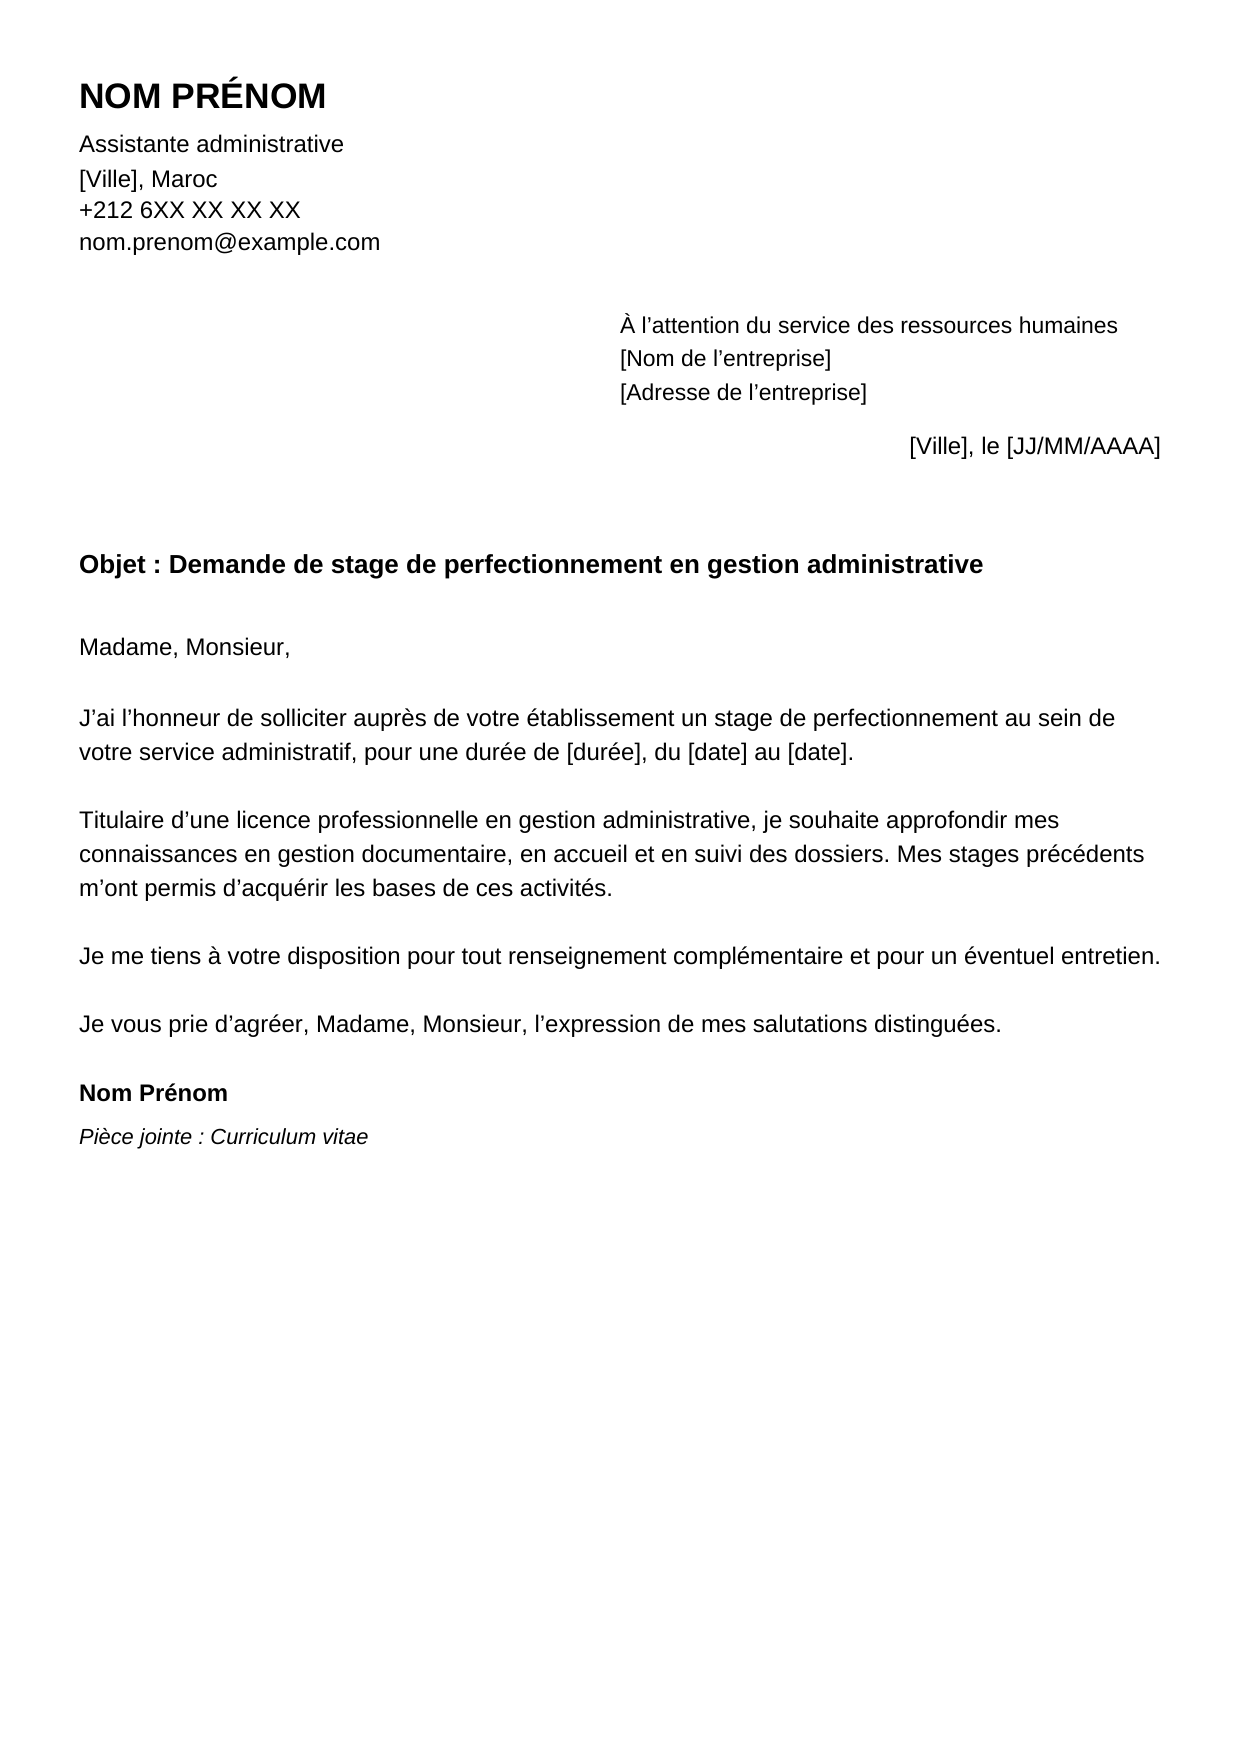 NOM PRÉNOM
Assistante administrative
[Ville], Maroc
+212 6XX XX XX XX
nom.prenom@example.com
À l’attention du service des ressources humaines
[Nom de l’entreprise]
[Adresse de l’entreprise]
[Ville], le [JJ/MM/AAAA]
Objet : Demande de stage de perfectionnement en gestion administrative
Madame, Monsieur,
J’ai l’honneur de solliciter auprès de votre établissement un stage de perfectionnement au sein de
votre service administratif, pour une durée de [durée], du [date] au [date].
Titulaire d’une licence professionnelle en gestion administrative, je souhaite approfondir mes
connaissances en gestion documentaire, en accueil et en suivi des dossiers. Mes stages précédents
m’ont permis d’acquérir les bases de ces activités.
Je me tiens à votre disposition pour tout renseignement complémentaire et pour un éventuel entretien.
Je vous prie d’agréer, Madame, Monsieur, l’expression de mes salutations distinguées.
Nom Prénom
Pièce jointe : Curriculum vitae